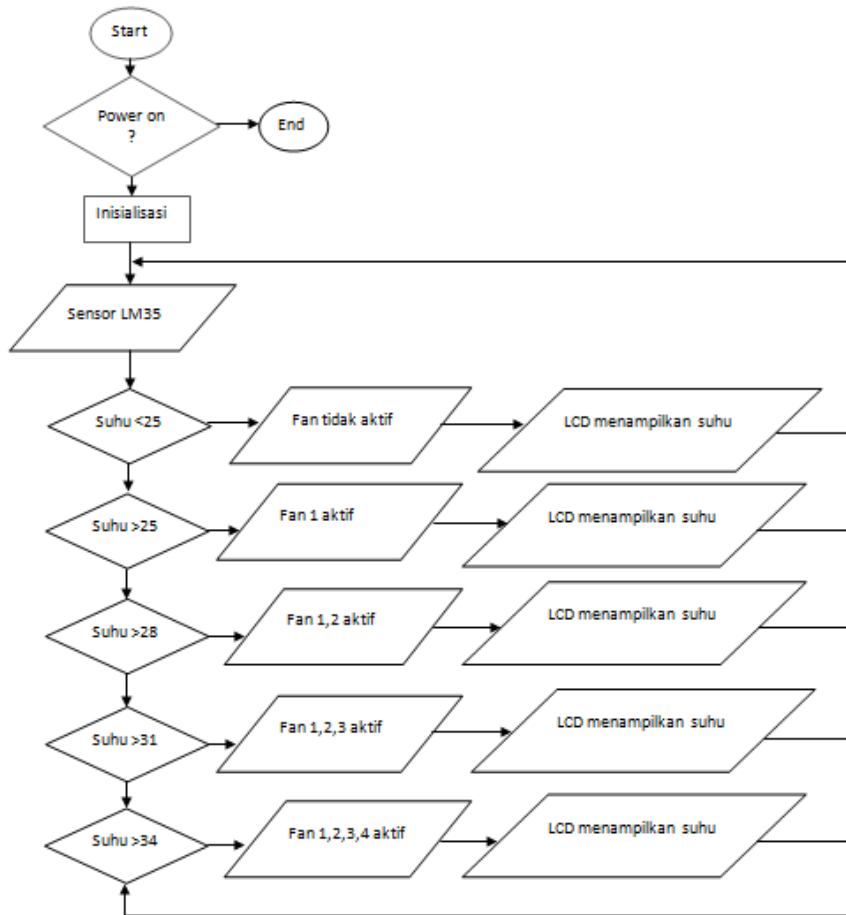 Start
Power on
?
End
Inisialisasi
Sensor LM35
Suhu <25
Fan tidak aktif
LCD menampilkan suhu
Suhu >25
Fan 1 aktif
LCD menampilkan suhu
Suhu >28
Fan 1,2 aktif
LCD menampilkan suhu
Suhu >31
Fan 1,2,3 aktif
LCD menampilkan suhu
Suhu >34
Fan 1,2,3,4 aktif
LCD menampilkan suhu